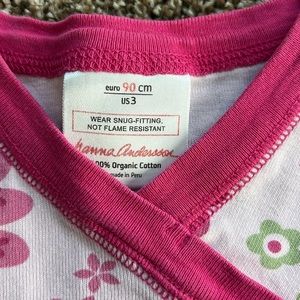 euro 90 cm
US 3
WEAR SNUG-FITTING,
NOT FLAME RESISTANT
hanna Andersson
100% Organic Cotton
made in Peru